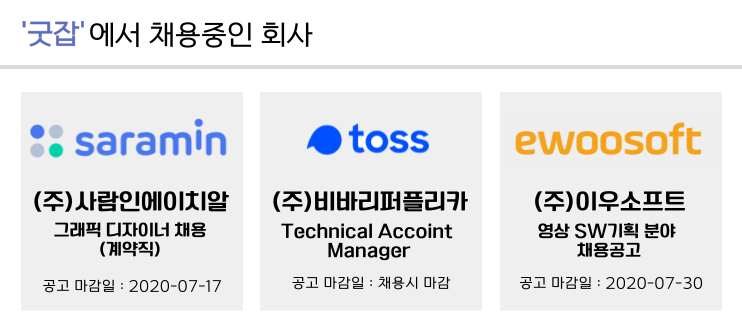 '굿잡'에서 채용중인 회사
saramin
(주)사람인에이치알
그래픽 디자이너 채용
(계약직)
공고 마감일 : 2020-07-17
toss
(주)비바리퍼플리카
Technical Accoint
Manager
공고 마감일 : 채용시 마감
ewoosoft
(주)이우소프트
영상 SW기획 분야
채용공고
공고 마감일 : 2020-07-30